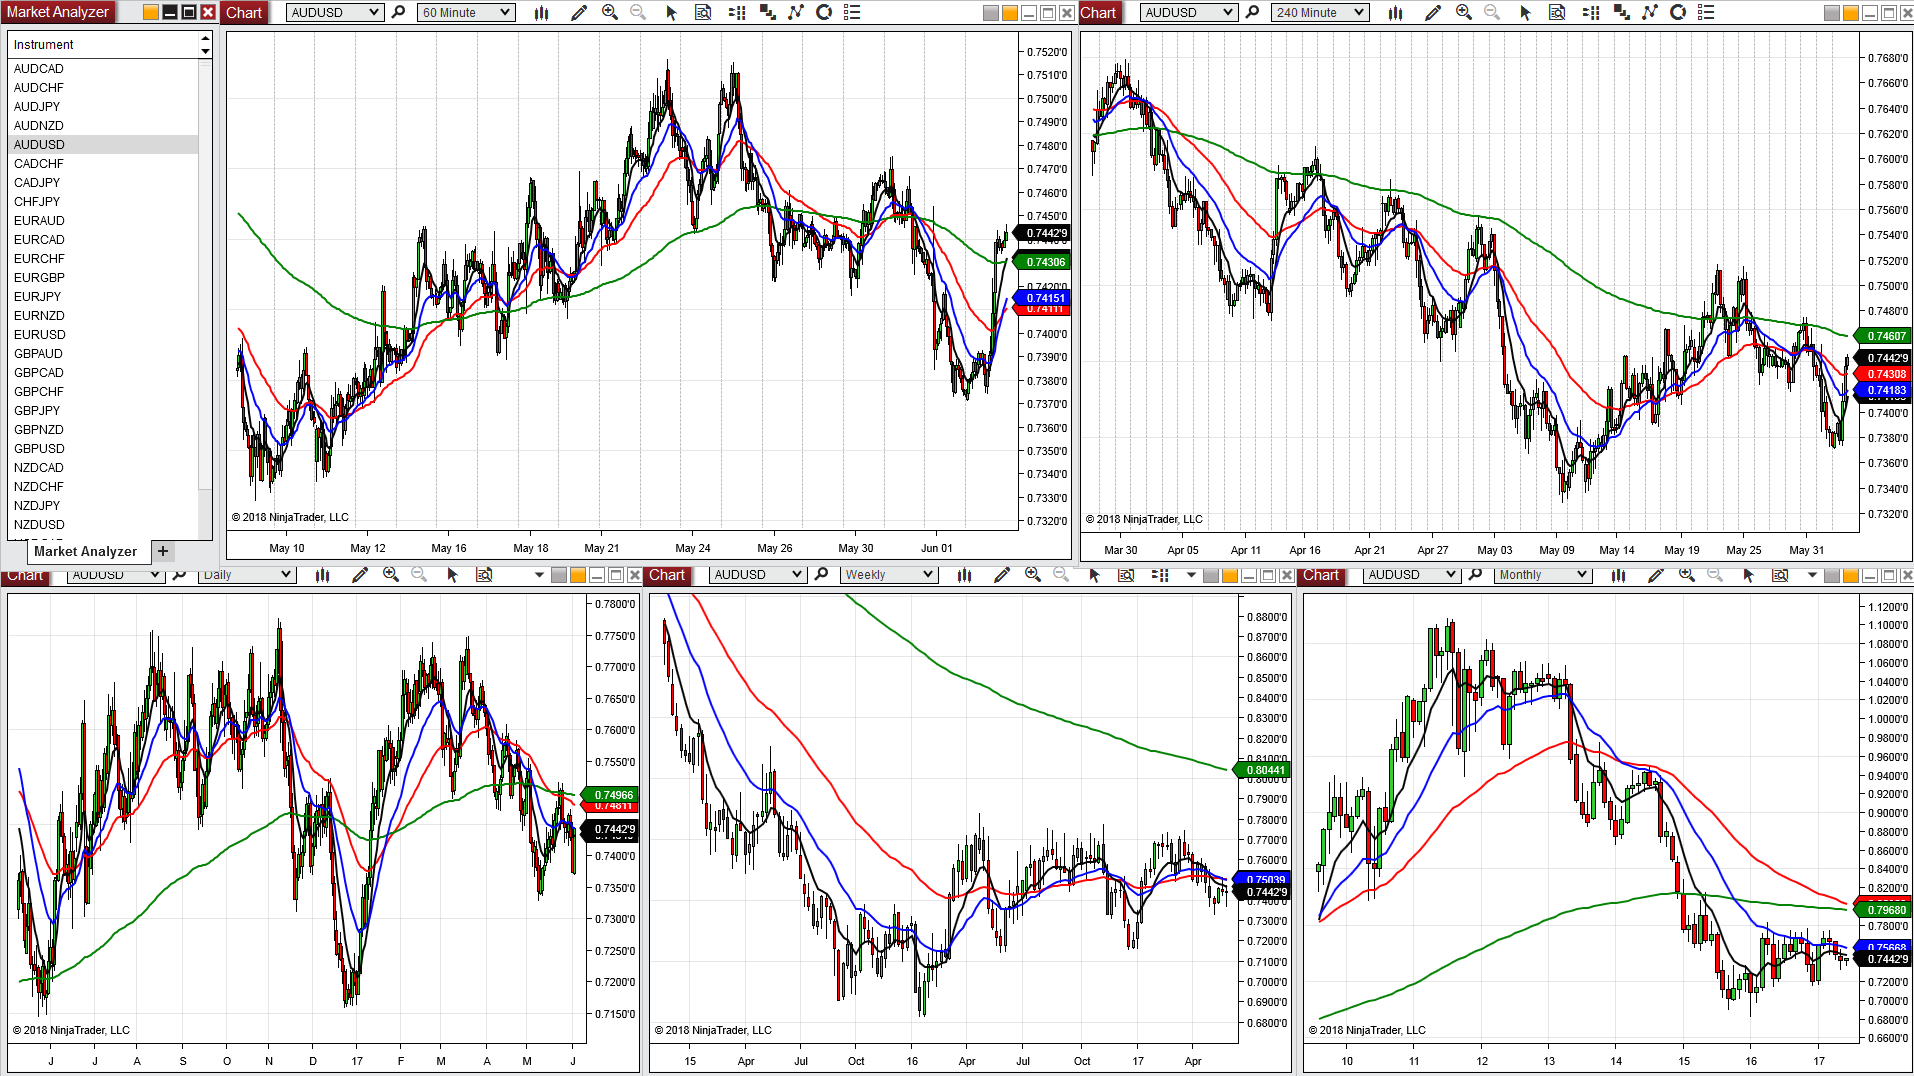 Market Analyzer
Instrument
AUDCAD
AUDCHF
AUDJPY
AUDNZD
AUDUSD
CADCHF
CADJPY
CHFJPY
EURAUD
EURCAD
EURCHF
EURGBP
EURJPY
EURNZD
EURUSD
GBPAUD
GBPCAD
GBPCHF
GBPJPY
GBPNZD
GBPUSD
NZDCAD
NZDCHF
NZDJPY
NZDUSD
Market Analyzer +
Chart AUDUSD 60 Minute
0.7520'0
0.7510'0
0.7500'0
0.7490'0
0.7480'0
0.7470'0
0.7460'0
0.7450'0
0.7442'9
0.74306
0.7420'0
0.74151
0.74111
0.7400'0
0.7390'0
0.7380'0
0.7370'0
0.7360'0
0.7350'0
0.7340'0
0.7330'0
0.7320'0
© 2018 NinjaTrader, LLC
May 10 May 12 May 16 May 18 May 21 May 24 May 26 May 30 Jun 01
Chart AUDUSD 240 Minute
0.7680'0
0.7660'0
0.7640'0
0.7620'0
0.7600'0
0.7580'0
0.7560'0
0.7540'0
0.7520'0
0.7500'0
0.7480'0
0.74607
0.7442'9
0.74308
0.74183
0.7400'0
0.7380'0
0.7360'0
0.7340'0
0.7320'0
© 2018 NinjaTrader, LLC
Mar 30 Apr 05 Apr 11 Apr 16 Apr 21 Apr 27 May 03 May 09 May 14 May 19 May 25 May 31
Chart AUDUSD Daily
0.7800'0
0.7750'0
0.7700'0
0.7650'0
0.7600'0
0.7550'0
0.74966
0.74811
0.7442'9
0.7400'0
0.7350'0
0.7300'0
0.7250'0
0.7200'0
0.7150'0
© 2018 NinjaTrader, LLC
J J A S O N D 17 F M A M J
Chart AUDUSD Weekly
0.8800'0
0.8700'0
0.8600'0
0.8500'0
0.8400'0
0.8300'0
0.8200'0
0.8100'0
0.80441
0.8000'0
0.7900'0
0.7800'0
0.7700'0
0.7600'0
0.75039
0.7442'9
0.7400'0
0.7300'0
0.7200'0
0.7100'0
0.7000'0
0.6900'0
0.6800'0
© 2018 NinjaTrader, LLC
15 Apr Jul Oct 16 Apr Jul Oct 17 Apr
Chart AUDUSD Monthly
1.1200'0
1.1000'0
1.0800'0
1.0600'0
1.0400'0
1.0200'0
1.0000'0
0.9800'0
0.9600'0
0.9400'0
0.9200'0
0.9000'0
0.8800'0
0.8600'0
0.8400'0
0.8200'0
0.79680
0.7800'0
0.75668
0.7442'9
0.7200'0
0.7000'0
0.6800'0
0.6600'0
© 2018 NinjaTrader, LLC
10 11 12 13 14 15 16 17